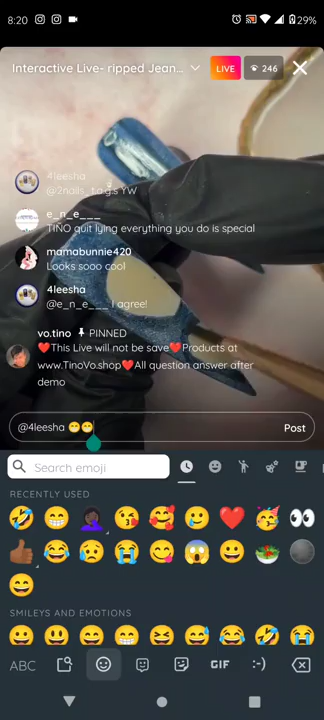 8:20
29%
Interactive Live- ripped Jean...
LIVE
246
4leesha
@2nails_t.o.g.s YW
e_n_e___
TIÑO quit lying everything you do is special
mamabunnie420
Looks sooo cool
4leesha
@e_n_e___ I agree!
vo.tino PINNED
❤️This Live will not be save❤️Products at
www.TinoVo.shop❤️All question answer after
demo
@4leesha 😁😁
Post
Search emoji
RECENTLY USED
SMILEYS AND EMOTIONS
ABC
GIF
:-)